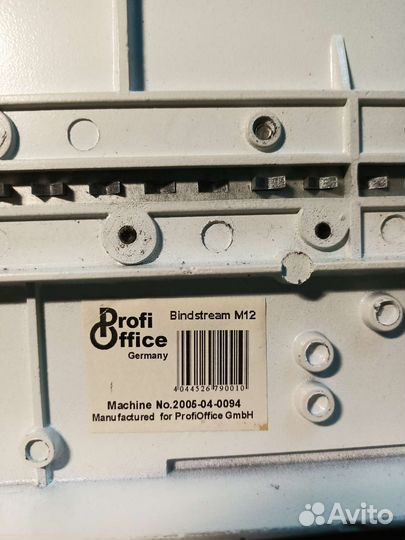 Profi Office
Germany
Bindstream M12
4044526790010
Machine No.2005-04-0094
Manufactured for ProfiOffice GmbH
Avito